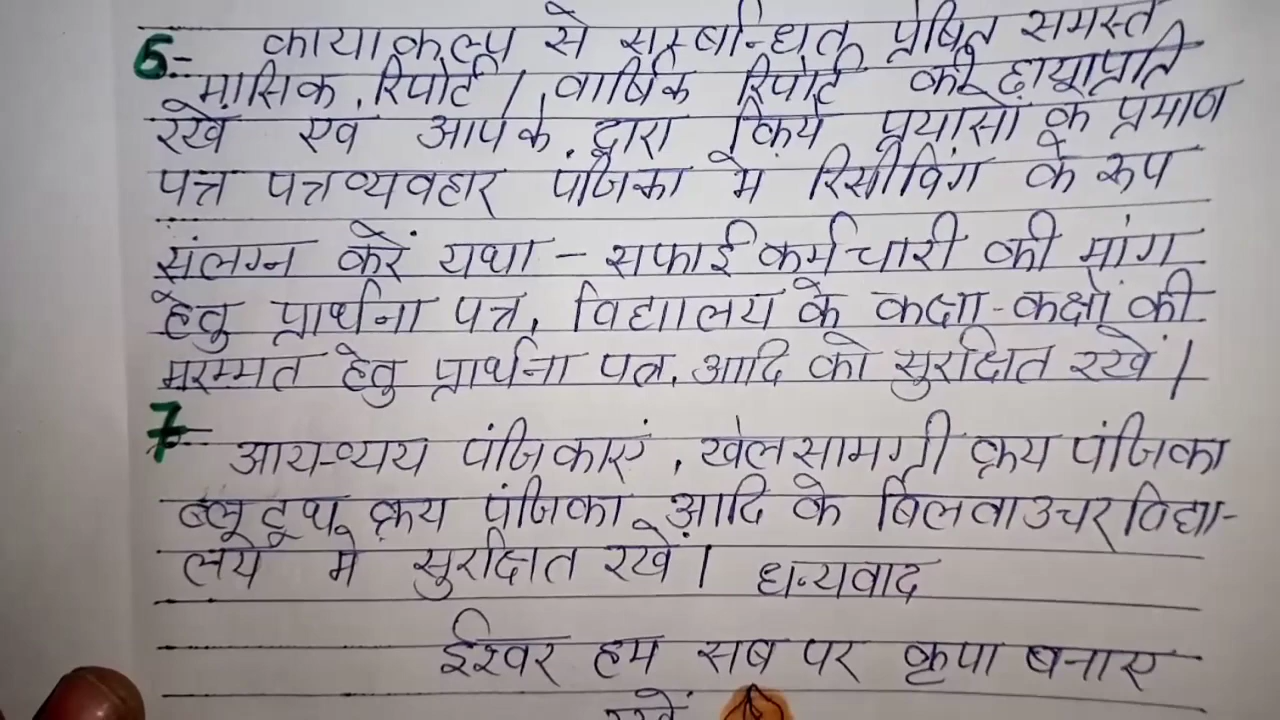 6- कायाकल्प से सम्बन्धित प्रेषित समस्त
मासिक रिपोर्ट / वार्षिक रिपोर्ट की छायाप्रति
रखें एवं आपके द्वारा किये प्रयासों के प्रमाण
पत्र पत्रव्यवहार पंजिका में रिसीविंग के रूप
संलग्न करें यथा - सफाई कर्मचारी की मांग
हेतु प्रार्थना पत्र, विद्यालय के कक्षा-कक्षों की
मरम्मत हेतु प्रार्थना पत्र, आदि को सुरक्षित रखें।
7- आय-व्यय पंजिकाएं, खेल सामग्री क्रय पंजिका
ब्लू टूथ क्रय पंजिका आदि के बिल वाउचर विद्या-
लय में सुरक्षित रखें। धन्यवाद
ईश्वर हम सब पर कृपा बनाए
रखें